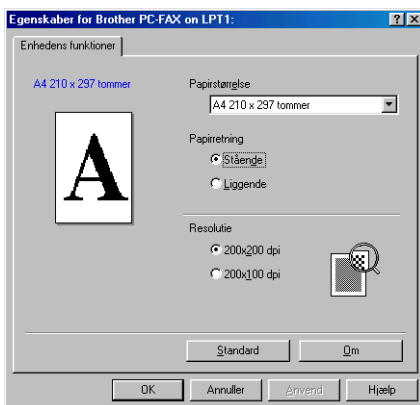 Egenskaber for Brother PC-FAX on LPT1:
Enhedens funktioner
A4 210 x 297 tommer
Papirstørrelse
A4 210 x 297 tommer
Papirretning
Stående
Liggende
A
Resolutie
200x200 dpi
200x100 dpi
Standard
Om
OK
Annuller
Anvend
Hjælp